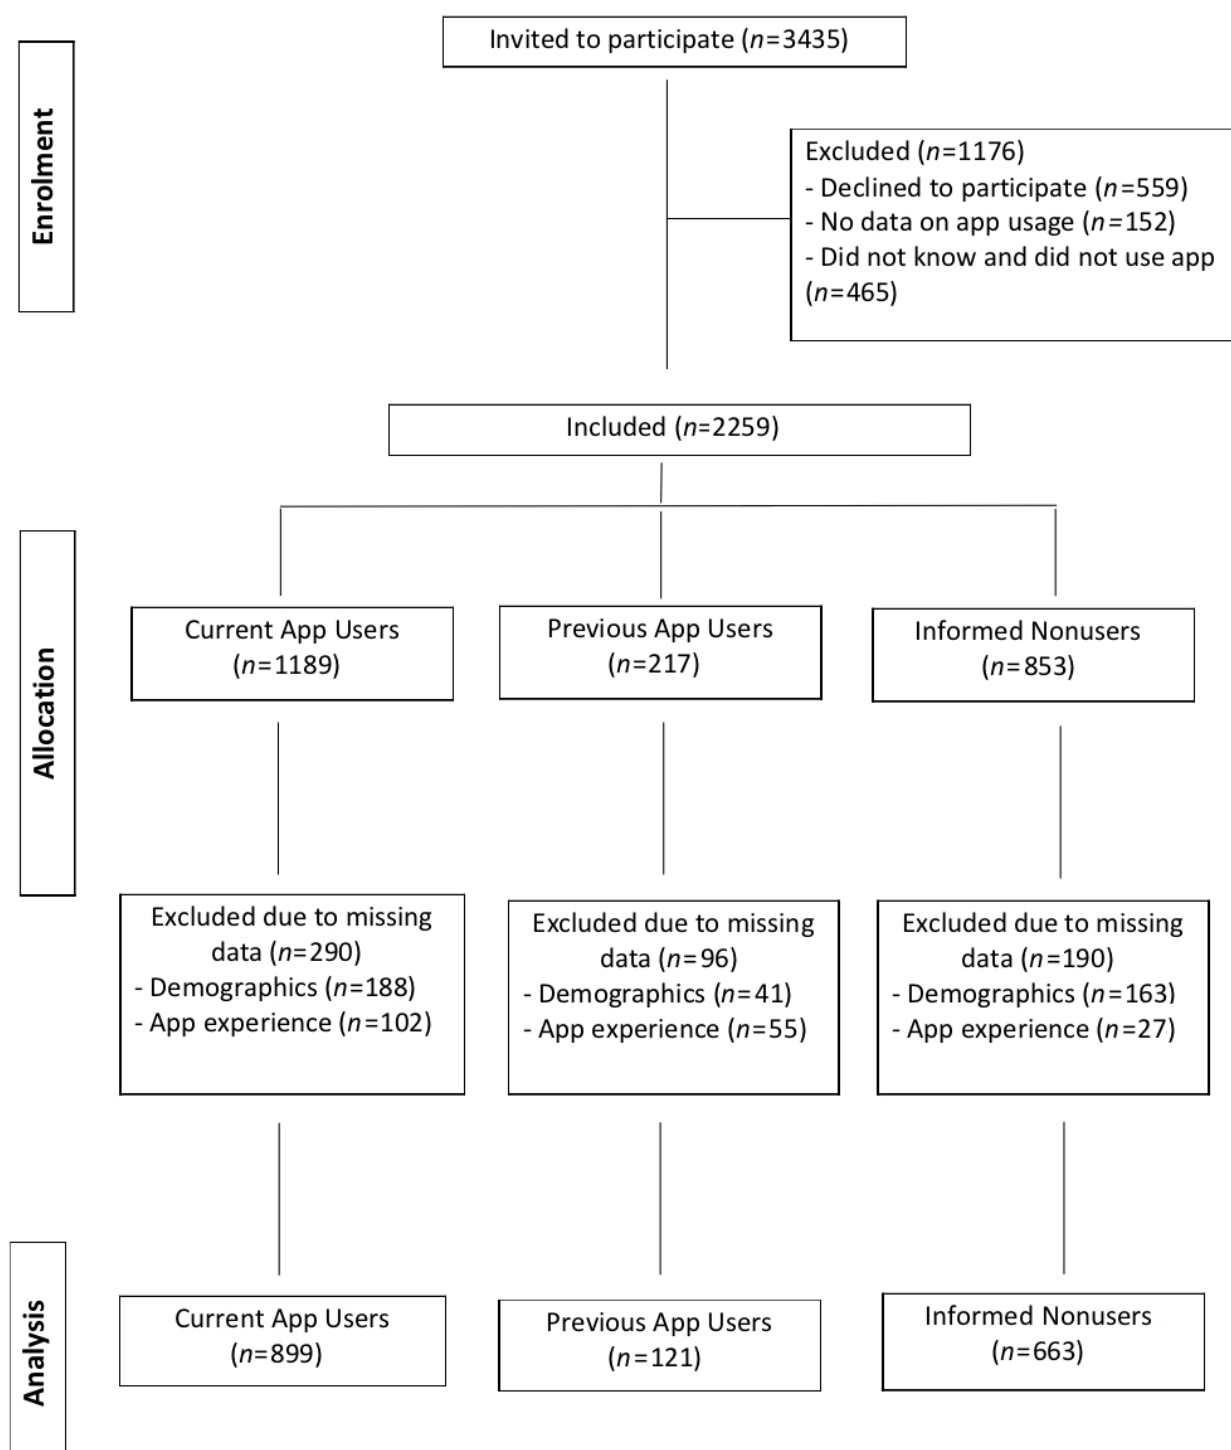 Enrolment
Invited to participate (n=3435)
Excluded (n=1176)
- Declined to participate (n=559)
- No data on app usage (n=152)
- Did not know and did not use app
(n=465)
Included (n=2259)
Allocation
Current App Users
(n=1189)
Previous App Users
(n=217)
Informed Nonusers
(n=853)
Excluded due to missing
data (n=290)
- Demographics (n=188)
- App experience (n=102)
Excluded due to missing
data (n=96)
- Demographics (n=41)
- App experience (n=55)
Excluded due to missing
data (n=190)
- Demographics (n=163)
- App experience (n=27)
Analysis
Current App Users
(n=899)
Previous App Users
(n=121)
Informed Nonusers
(n=663)